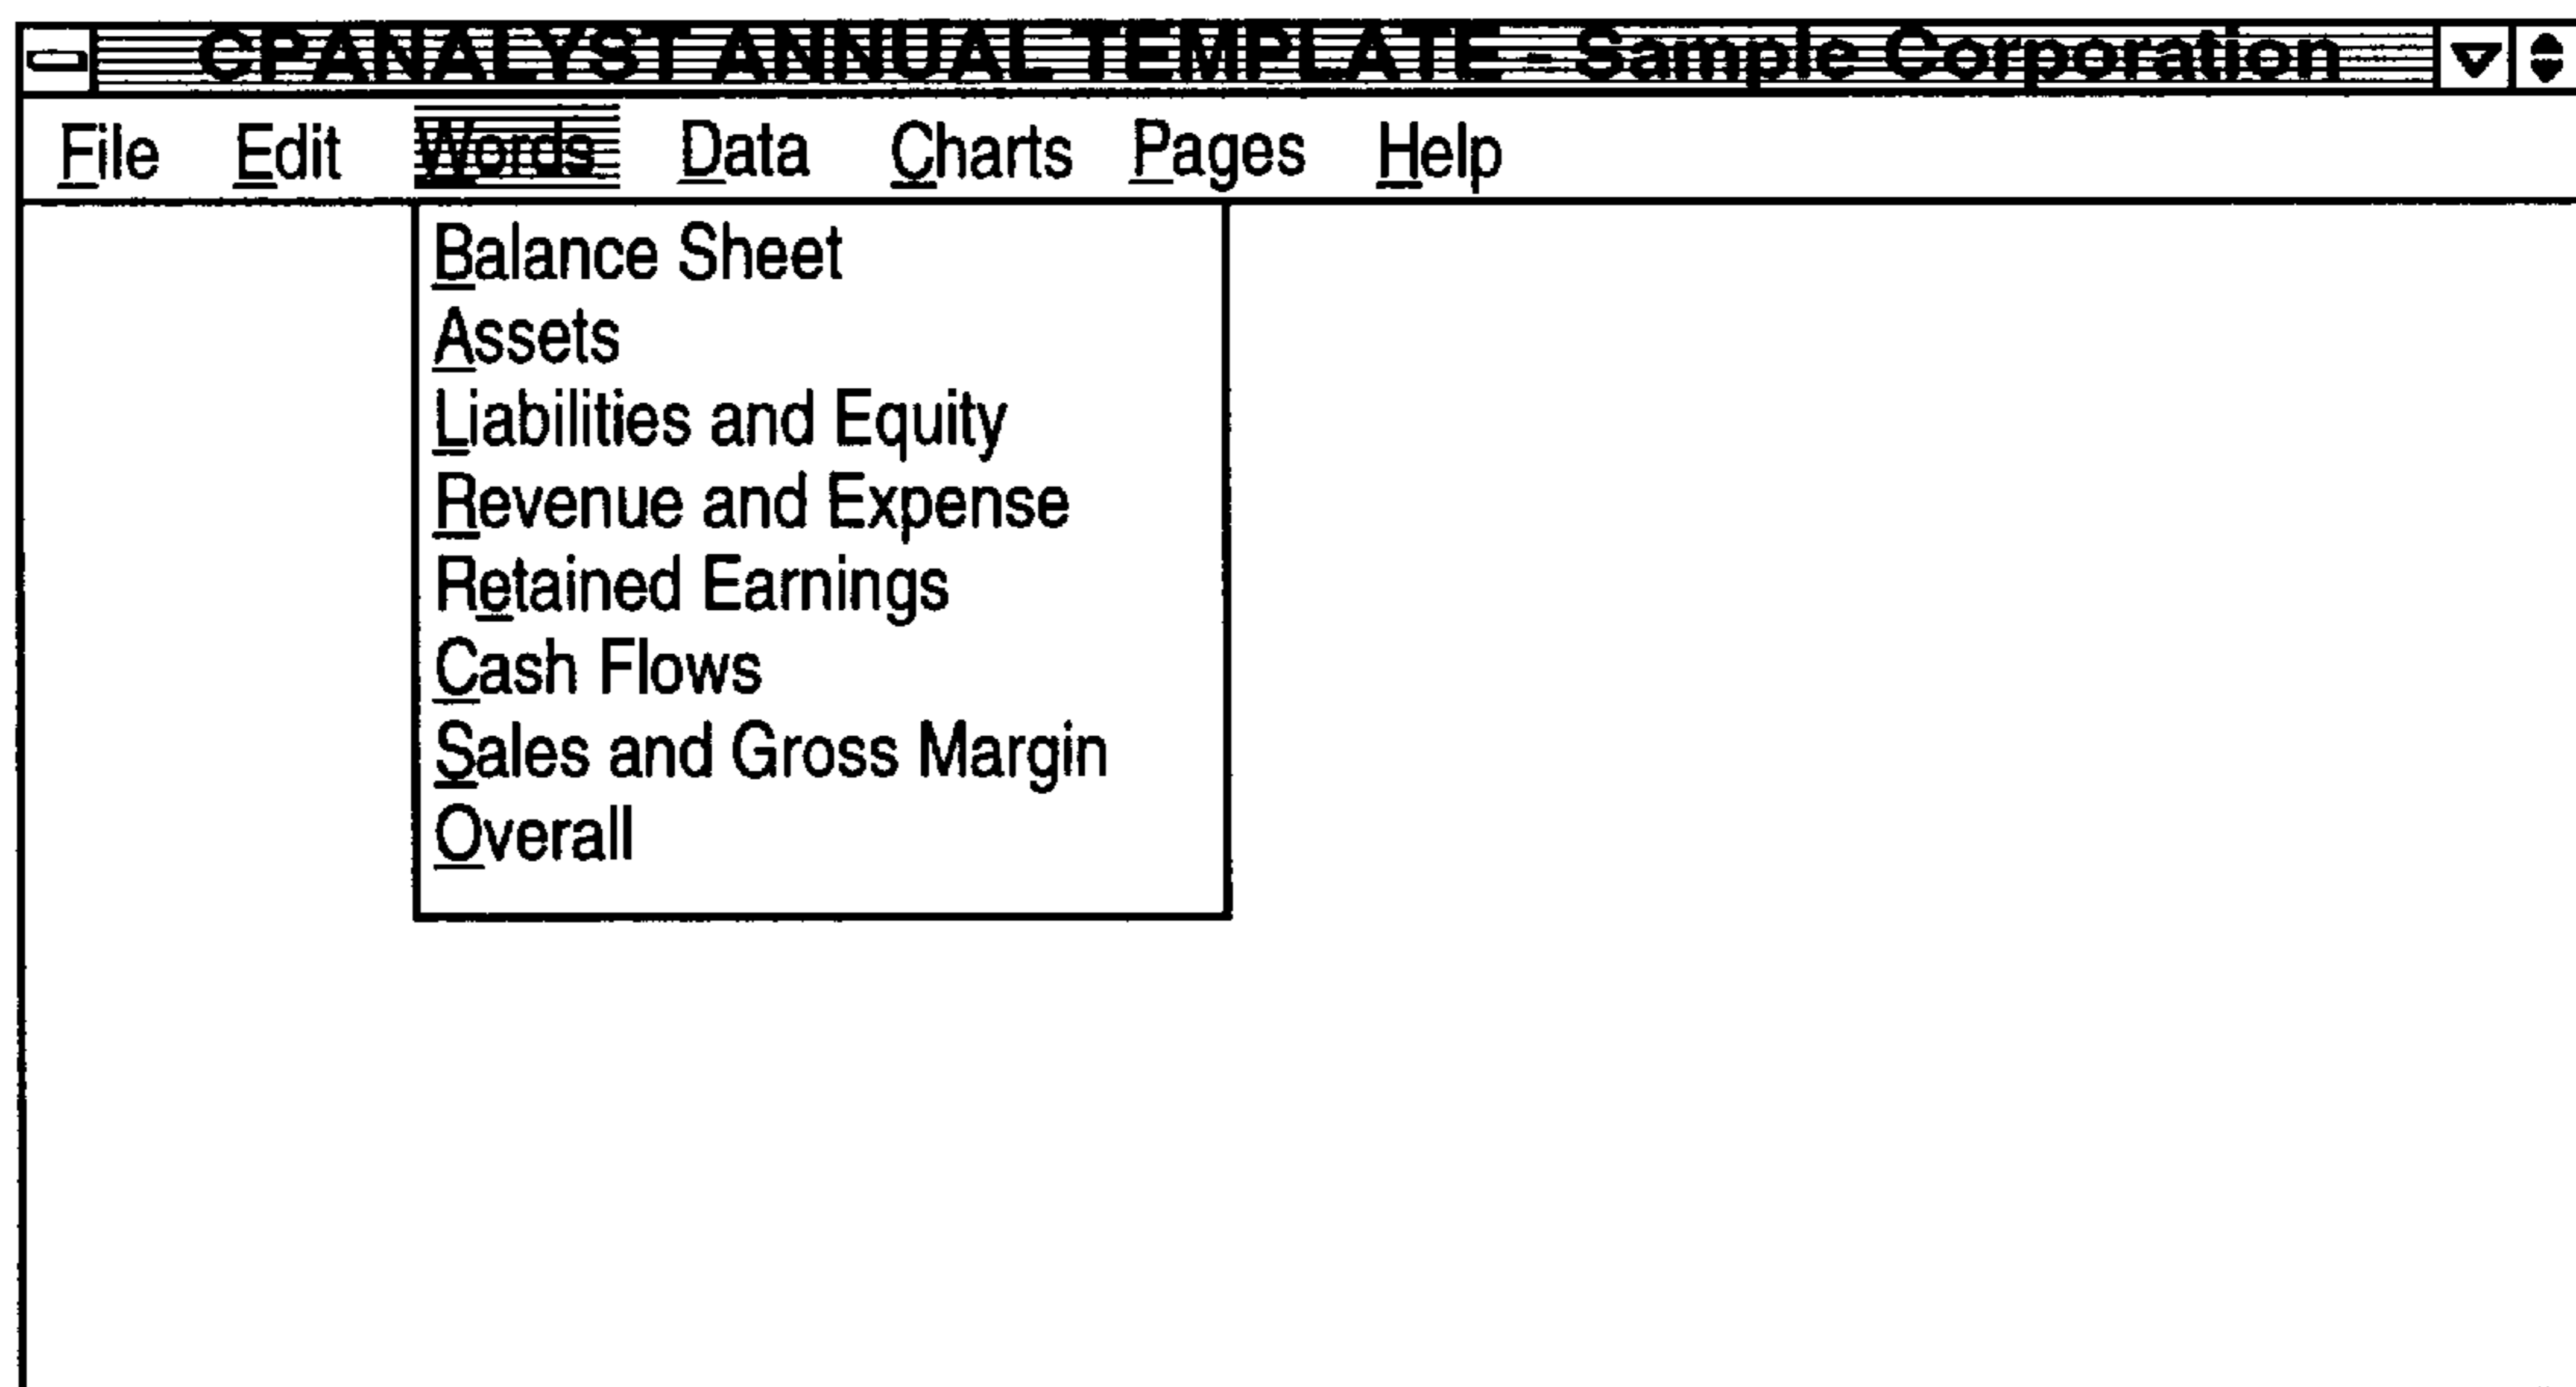 CPANALYST ANNUAL TEMPLATE - Sample Corporation
File Edit Words Data Charts Pages Help
Balance Sheet
Assets
Liabilities and Equity
Revenue and Expense
Retained Earnings
Cash Flows
Sales and Gross Margin
Overall